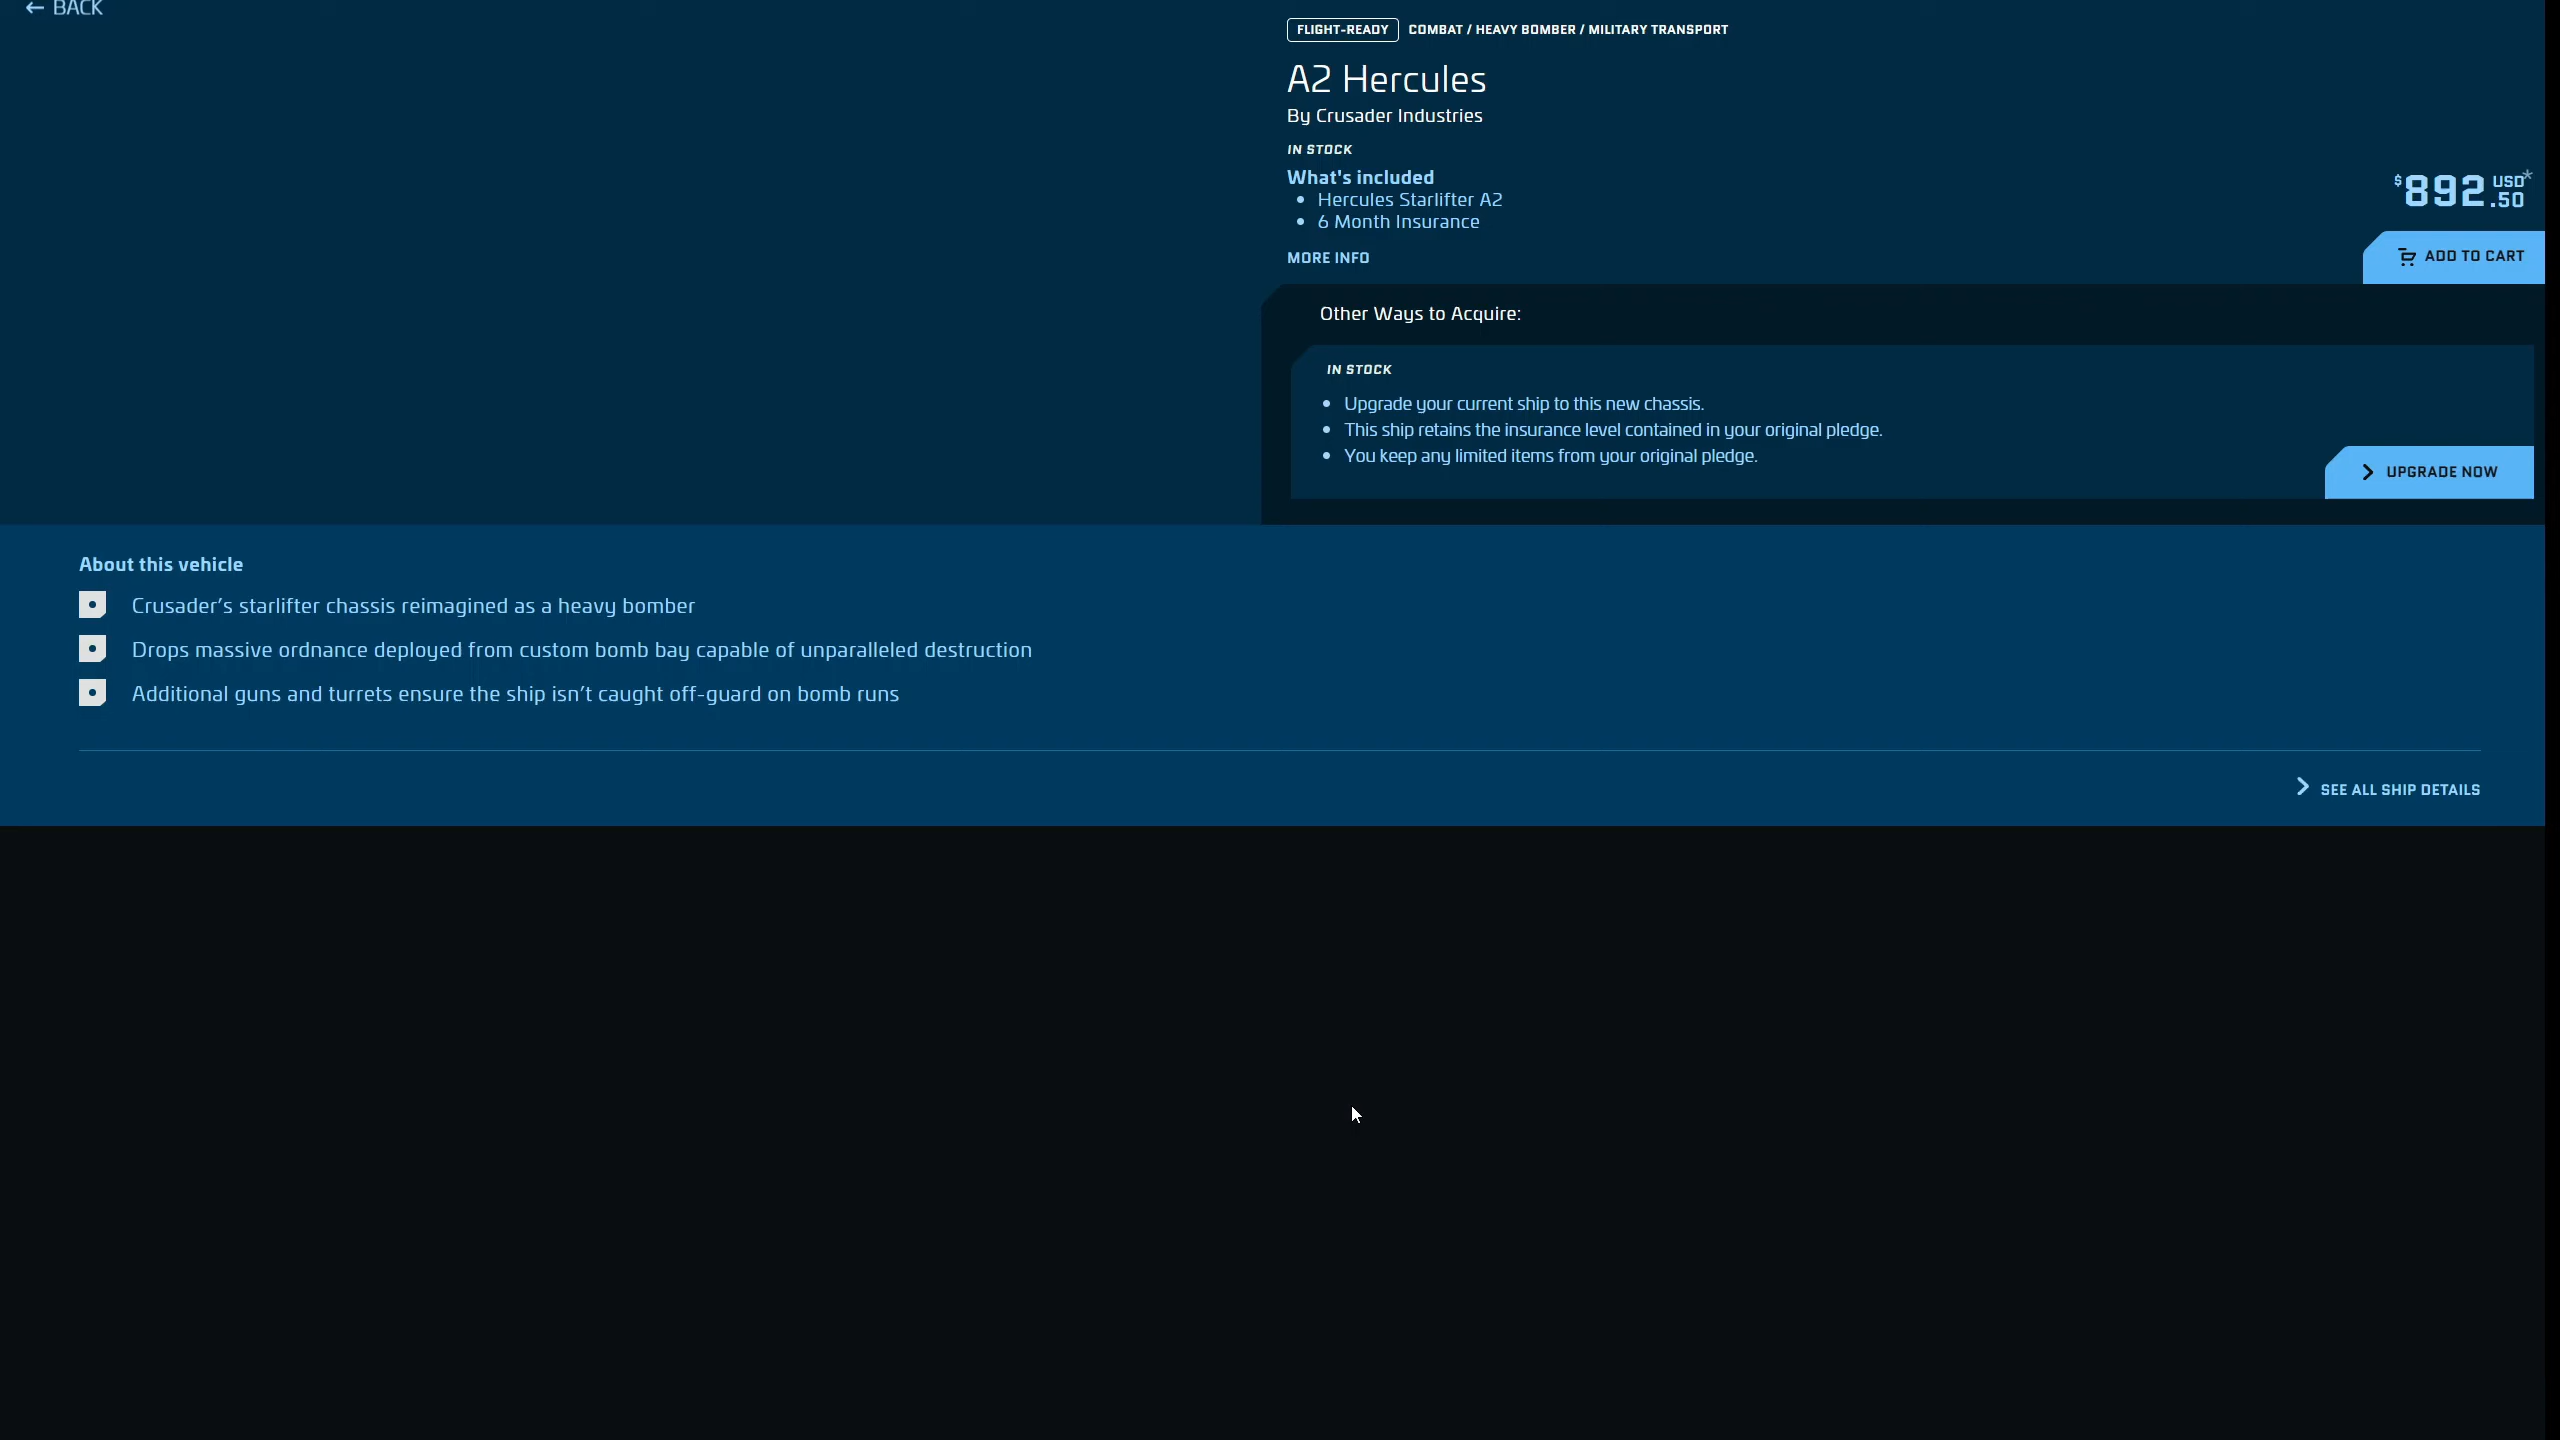 BACK
FLIGHT-READY COMBAT / HEAVY BOMBER / MILITARY TRANSPORT
A2 Hercules
By Crusader Industries
IN STOCK
What's included
Hercules Starlifter A2
6 Month Insurance
$892.50 USD*
MORE INFO
ADD TO CART
Other Ways to Acquire:
IN STOCK
Upgrade your current ship to this new chassis.
This ship retains the insurance level contained in your original pledge.
You keep any limited items from your original pledge.
UPGRADE NOW
About this vehicle
Crusader’s starlifter chassis reimagined as a heavy bomber
Drops massive ordnance deployed from custom bomb bay capable of unparalleled destruction
Additional guns and turrets ensure the ship isn’t caught off-guard on bomb runs
SEE ALL SHIP DETAILS